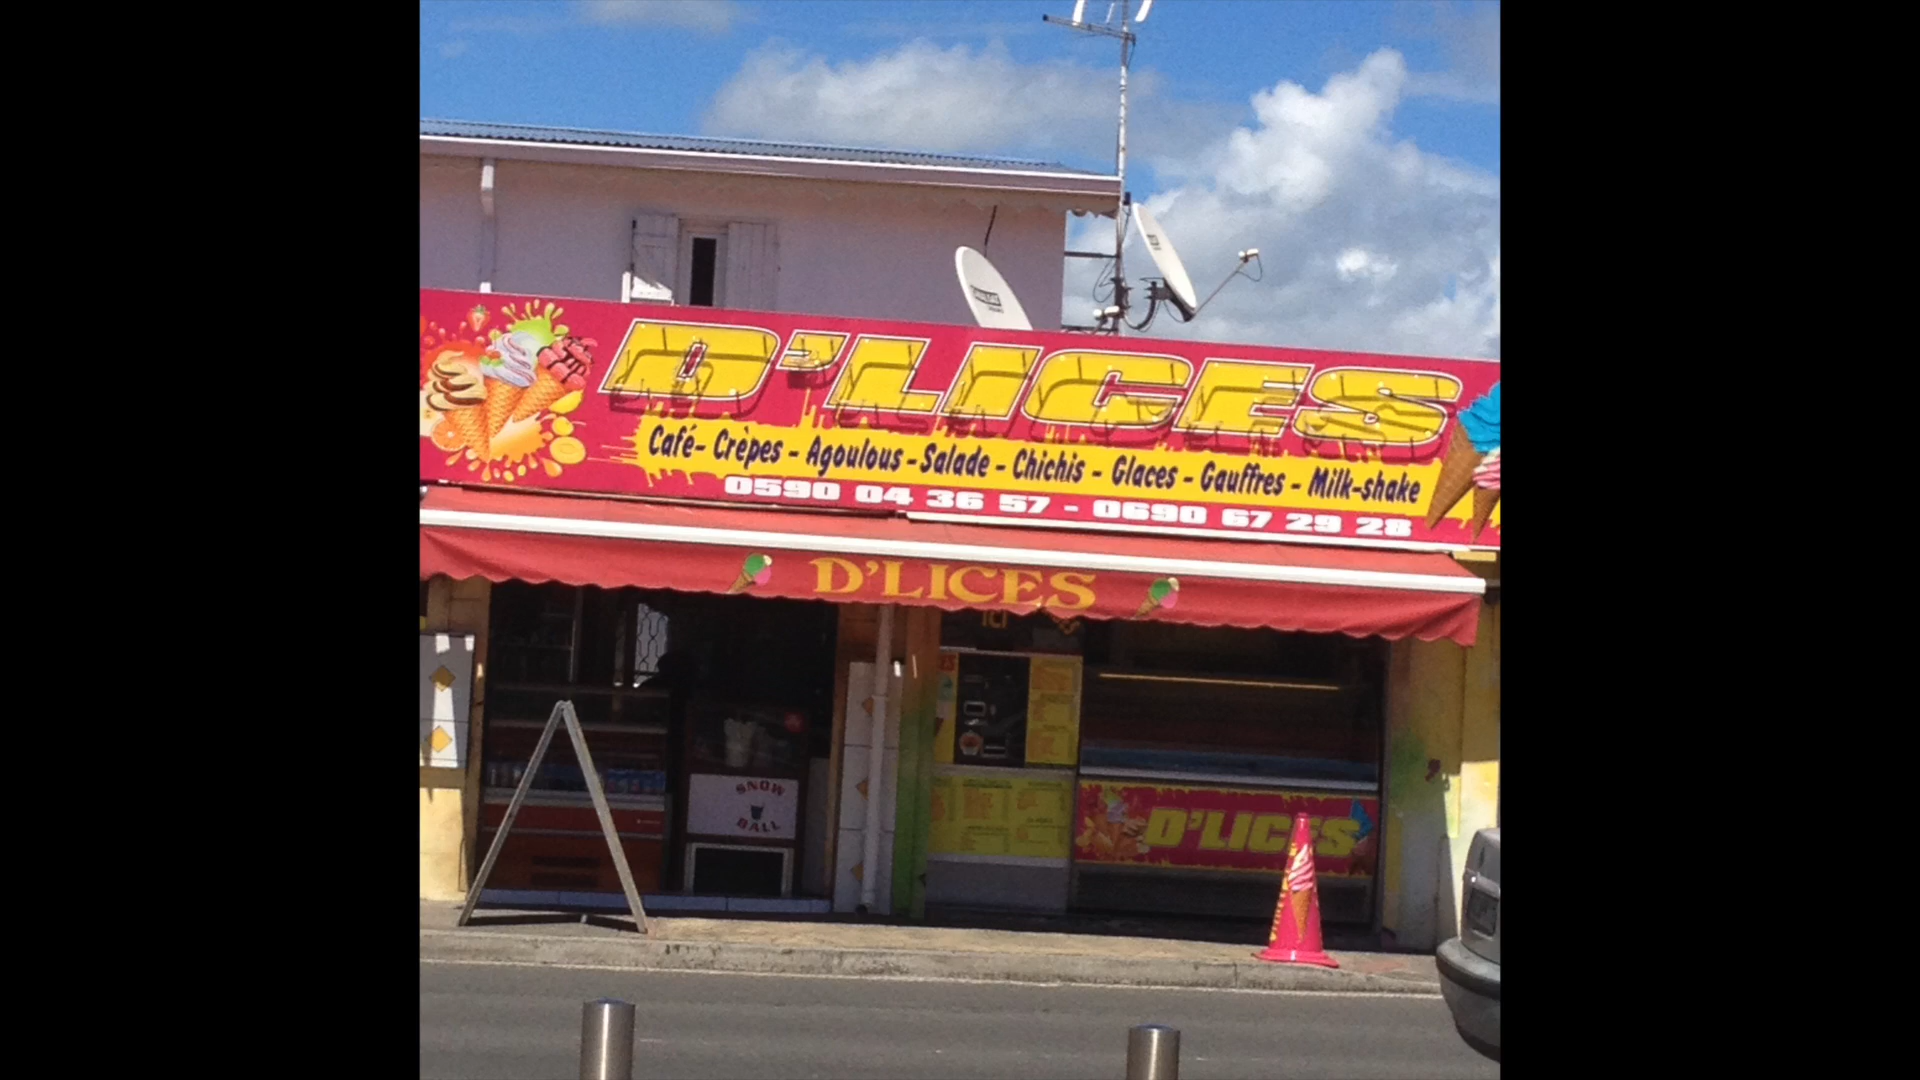 D'LICES
Café - Crèpes - Agoulous - Salade - Chichis - Glaces - Gauffres - Milk-shake
0590 04 36 57 - 0690 67 29 28
D'LICES
ICI
SNOW
BALL
D'LICES